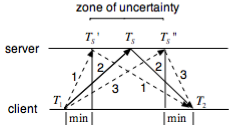 zone of uncertainty
Ts' Ts Ts"
server
1 2 2 3
3 1
client T1 T2
min min